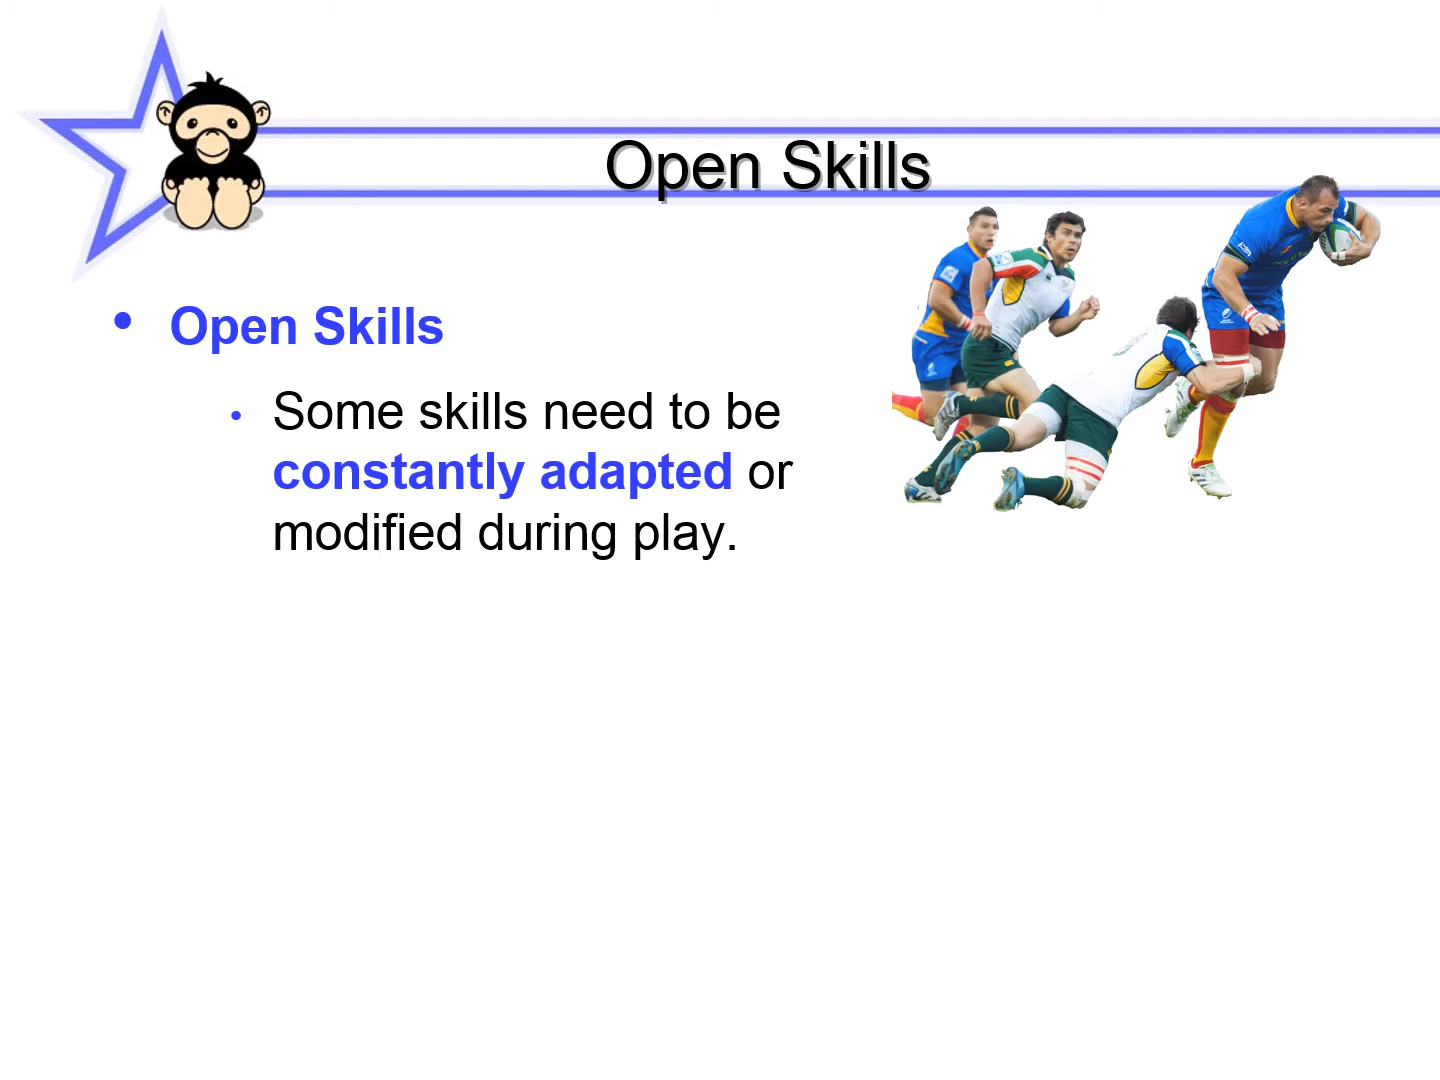 Open Skills
• Open Skills
• Some skills need to be
constantly adapted or
modified during play.